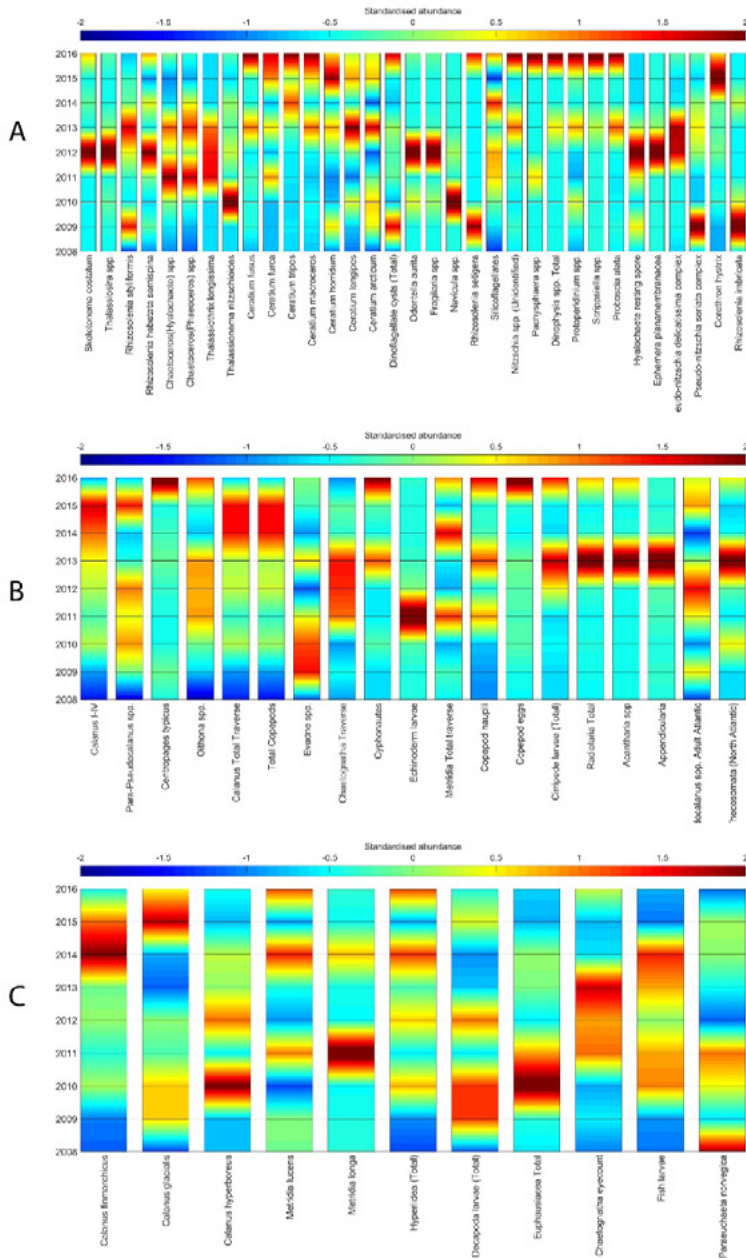 Standardised abundance
-2 -1.5 -1 -0.5 0 0.5 1 1.5 2
A
2016
2015
2014
2013
2012
2011
2010
2009
2008
Skeletonema costatum
Thalassiosira spp.
Rhizosolenia styliformis
Rhizosolenia hebetata semispina
Chaetoceros(Hyalochaete) spp.
Chaetoceros(Phaeoceros) spp.
Thalassiothrix longissima
Thalassionema nitzschioides
Ceratium fusus
Ceratium furca
Ceratium tripos
Ceratium macroceros
Ceratium horridum
Ceratium longipes
Ceratium arcticum
Dinoflagellate cysts (Total)
Odontella aurita
Fragilaria spp.
Navicula spp.
Rhizosolenia setigera
Silicoflagellates
Nitzschia spp. (Unidentified)
Pachysphaera spp.
Dinophysis spp. Total
Protoperidinium spp.
Scrippsiella spp.
Proboscia alata
Hyalochaete resting spore
Ephemera planamembranacea
eudo-nitzschia delicatissima complex
Pseudo-nitzschia seriata complex
Corethron hystrix
Rhizosolenia imbricata
Standardised abundance
-2 -1.5 -1 -0.5 0 0.5 1 1.5 2
B
2016
2015
2014
2013
2012
2011
2010
2009
2008
Calanus I-IV
Para-Pseudocalanus spp.
Centropages typicus
Oithona spp.
Calanus Total Traverse
Total Copepods
Evadne spp.
Chaetognatha Traverse
Cyphonautes
Echinoderm larvae
Metridia Total traverse
Copepod nauplii
Copepod eggs
Cirripede larvae (Total)
Radiolaria Total
Acantharia spp
Appendicularia
docalanus spp. Adult Atlantic
Thecosomata (North Atlantic)
Standardised abundance
-2 -1.5 -1 -0.5 0 0.5 1 1.5 2
C
2016
2015
2014
2013
2012
2011
2010
2009
2008
Calanus finmarchicus
Calanus glacialis
Calanus hyperboreus
Metridia lucens
Metridia longa
Hyperiidea (Total)
Decapoda larvae (Total)
Euphausiacea Total
Chaetognatha eyecount
Fish larvae
Paraeuchaeta norvegica